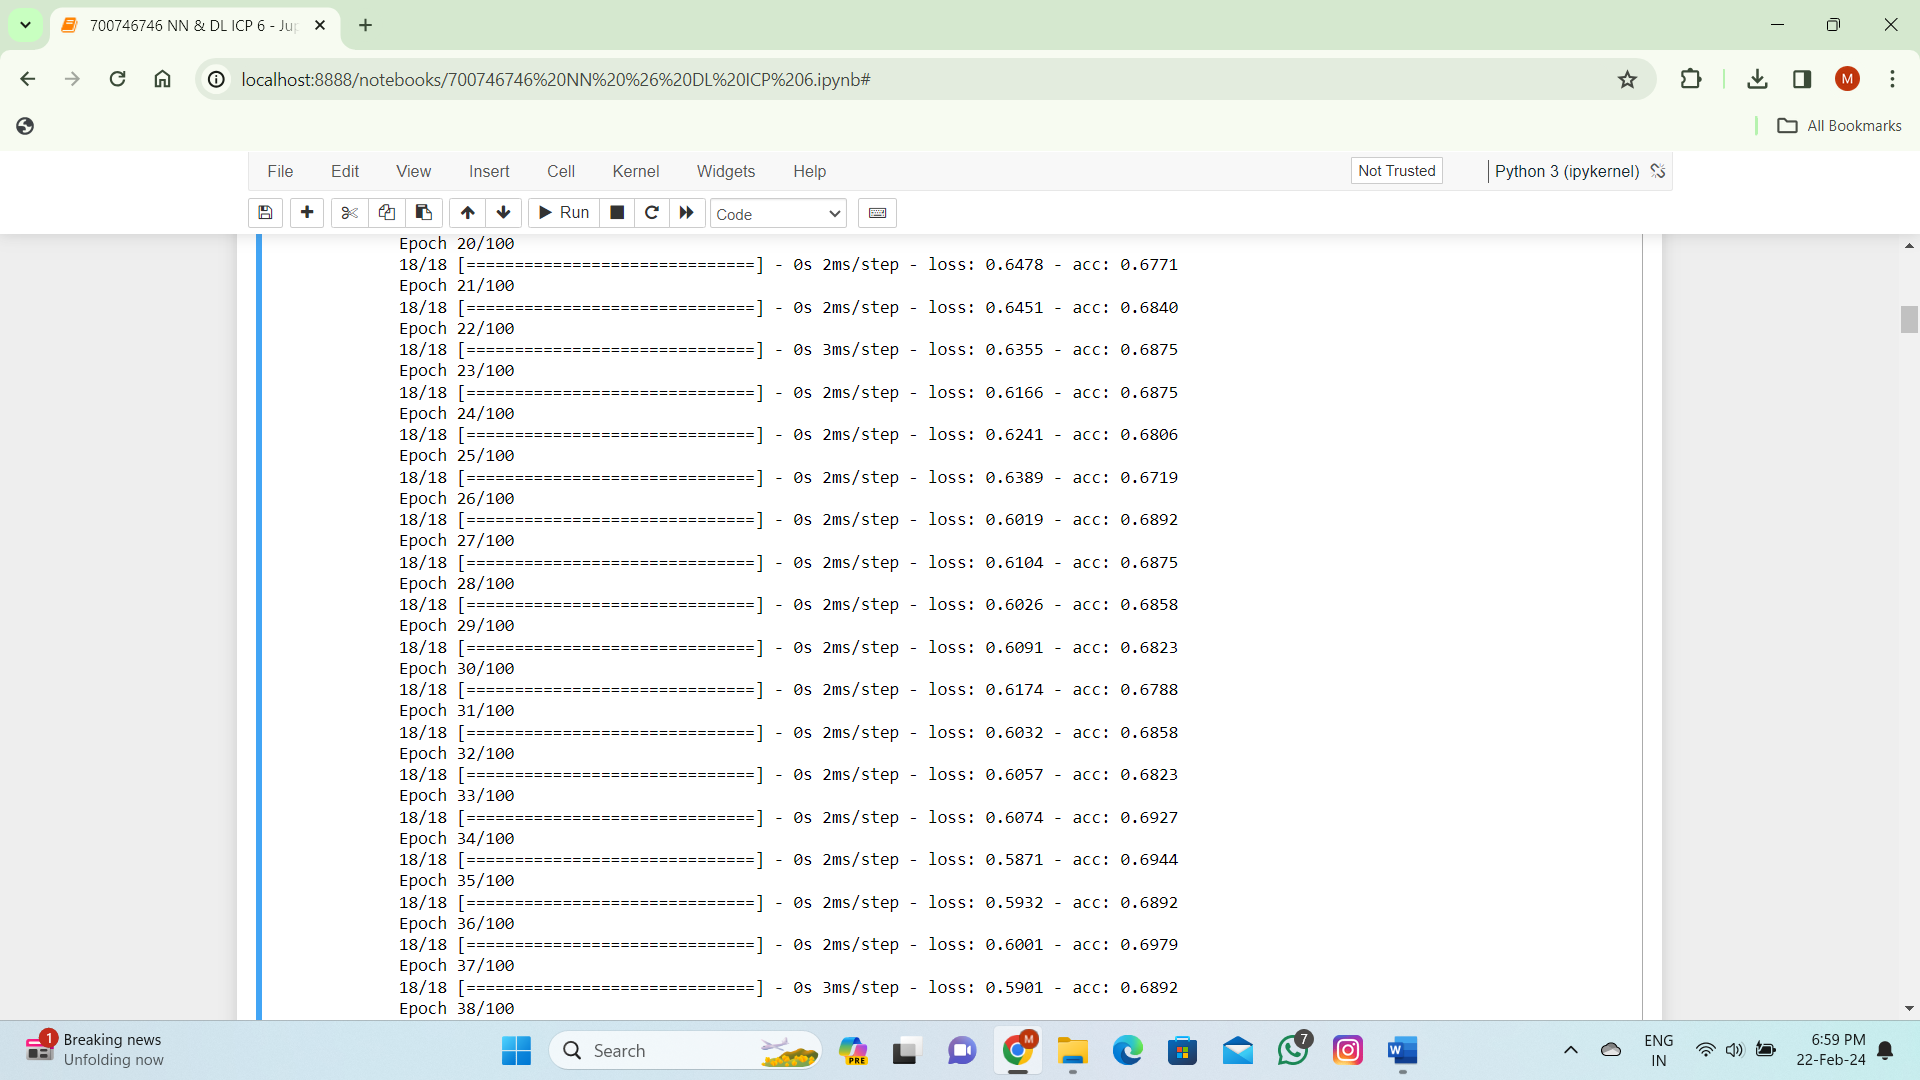 700746746 NN & DL ICP 6 - Jup
localhost:8888/notebooks/700746746%20NN%20%26%20DL%20ICP%206.ipynb#
M
All Bookmarks
File Edit View Insert Cell Kernel Widgets Help Not Trusted Python 3 (ipykernel)
Run Code
Epoch 20/100
18/18 [==============================] - 0s 2ms/step - loss: 0.6478 - acc: 0.6771
Epoch 21/100
18/18 [==============================] - 0s 2ms/step - loss: 0.6451 - acc: 0.6840
Epoch 22/100
18/18 [==============================] - 0s 3ms/step - loss: 0.6355 - acc: 0.6875
Epoch 23/100
18/18 [==============================] - 0s 2ms/step - loss: 0.6166 - acc: 0.6875
Epoch 24/100
18/18 [==============================] - 0s 2ms/step - loss: 0.6241 - acc: 0.6806
Epoch 25/100
18/18 [==============================] - 0s 2ms/step - loss: 0.6389 - acc: 0.6719
Epoch 26/100
18/18 [==============================] - 0s 2ms/step - loss: 0.6019 - acc: 0.6892
Epoch 27/100
18/18 [==============================] - 0s 2ms/step - loss: 0.6104 - acc: 0.6875
Epoch 28/100
18/18 [==============================] - 0s 2ms/step - loss: 0.6026 - acc: 0.6858
Epoch 29/100
18/18 [==============================] - 0s 2ms/step - loss: 0.6091 - acc: 0.6823
Epoch 30/100
18/18 [==============================] - 0s 2ms/step - loss: 0.6174 - acc: 0.6788
Epoch 31/100
18/18 [==============================] - 0s 2ms/step - loss: 0.6032 - acc: 0.6858
Epoch 32/100
18/18 [==============================] - 0s 2ms/step - loss: 0.6057 - acc: 0.6823
Epoch 33/100
18/18 [==============================] - 0s 2ms/step - loss: 0.6074 - acc: 0.6927
Epoch 34/100
18/18 [==============================] - 0s 2ms/step - loss: 0.5871 - acc: 0.6944
Epoch 35/100
18/18 [==============================] - 0s 2ms/step - loss: 0.5932 - acc: 0.6892
Epoch 36/100
18/18 [==============================] - 0s 2ms/step - loss: 0.6001 - acc: 0.6979
Epoch 37/100
18/18 [==============================] - 0s 3ms/step - loss: 0.5901 - acc: 0.6892
Epoch 38/100
1 Breaking news
Unfolding now
Search
PRE
M
7
W
ENG
IN
6:59 PM
22-Feb-24